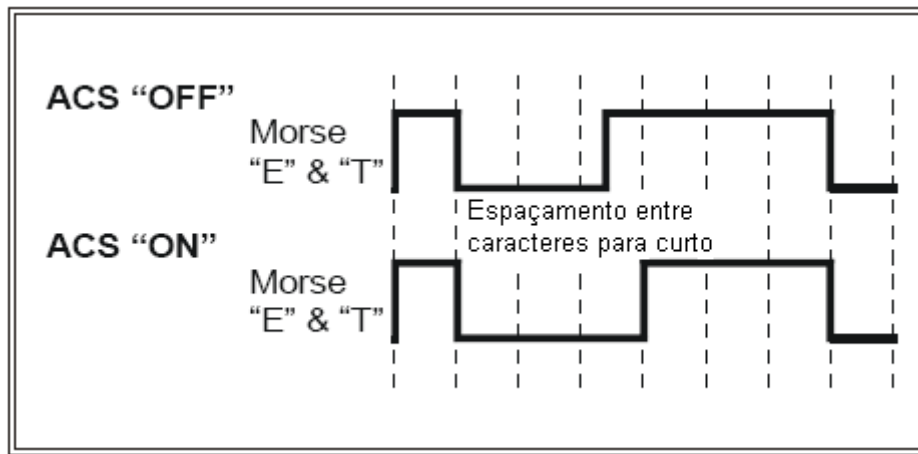 ACS “OFF”
Morse
“E” & “T”
Espaçamento entre
caracteres para curto
ACS “ON”
Morse
“E” & “T”